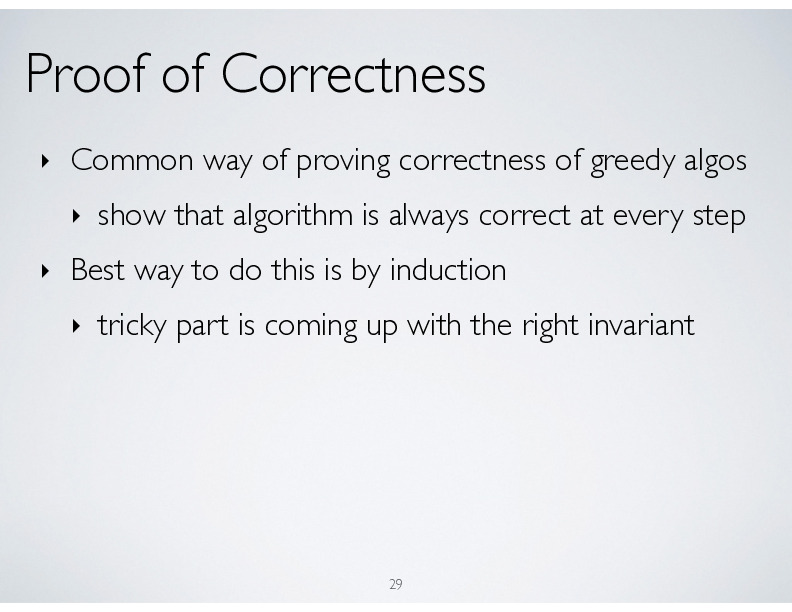 Proof of Correctness
‣ Common way of proving correctness of greedy algos
‣ show that algorithm is always correct at every step
‣ Best way to do this is by induction
‣ tricky part is coming up with the right invariant
29